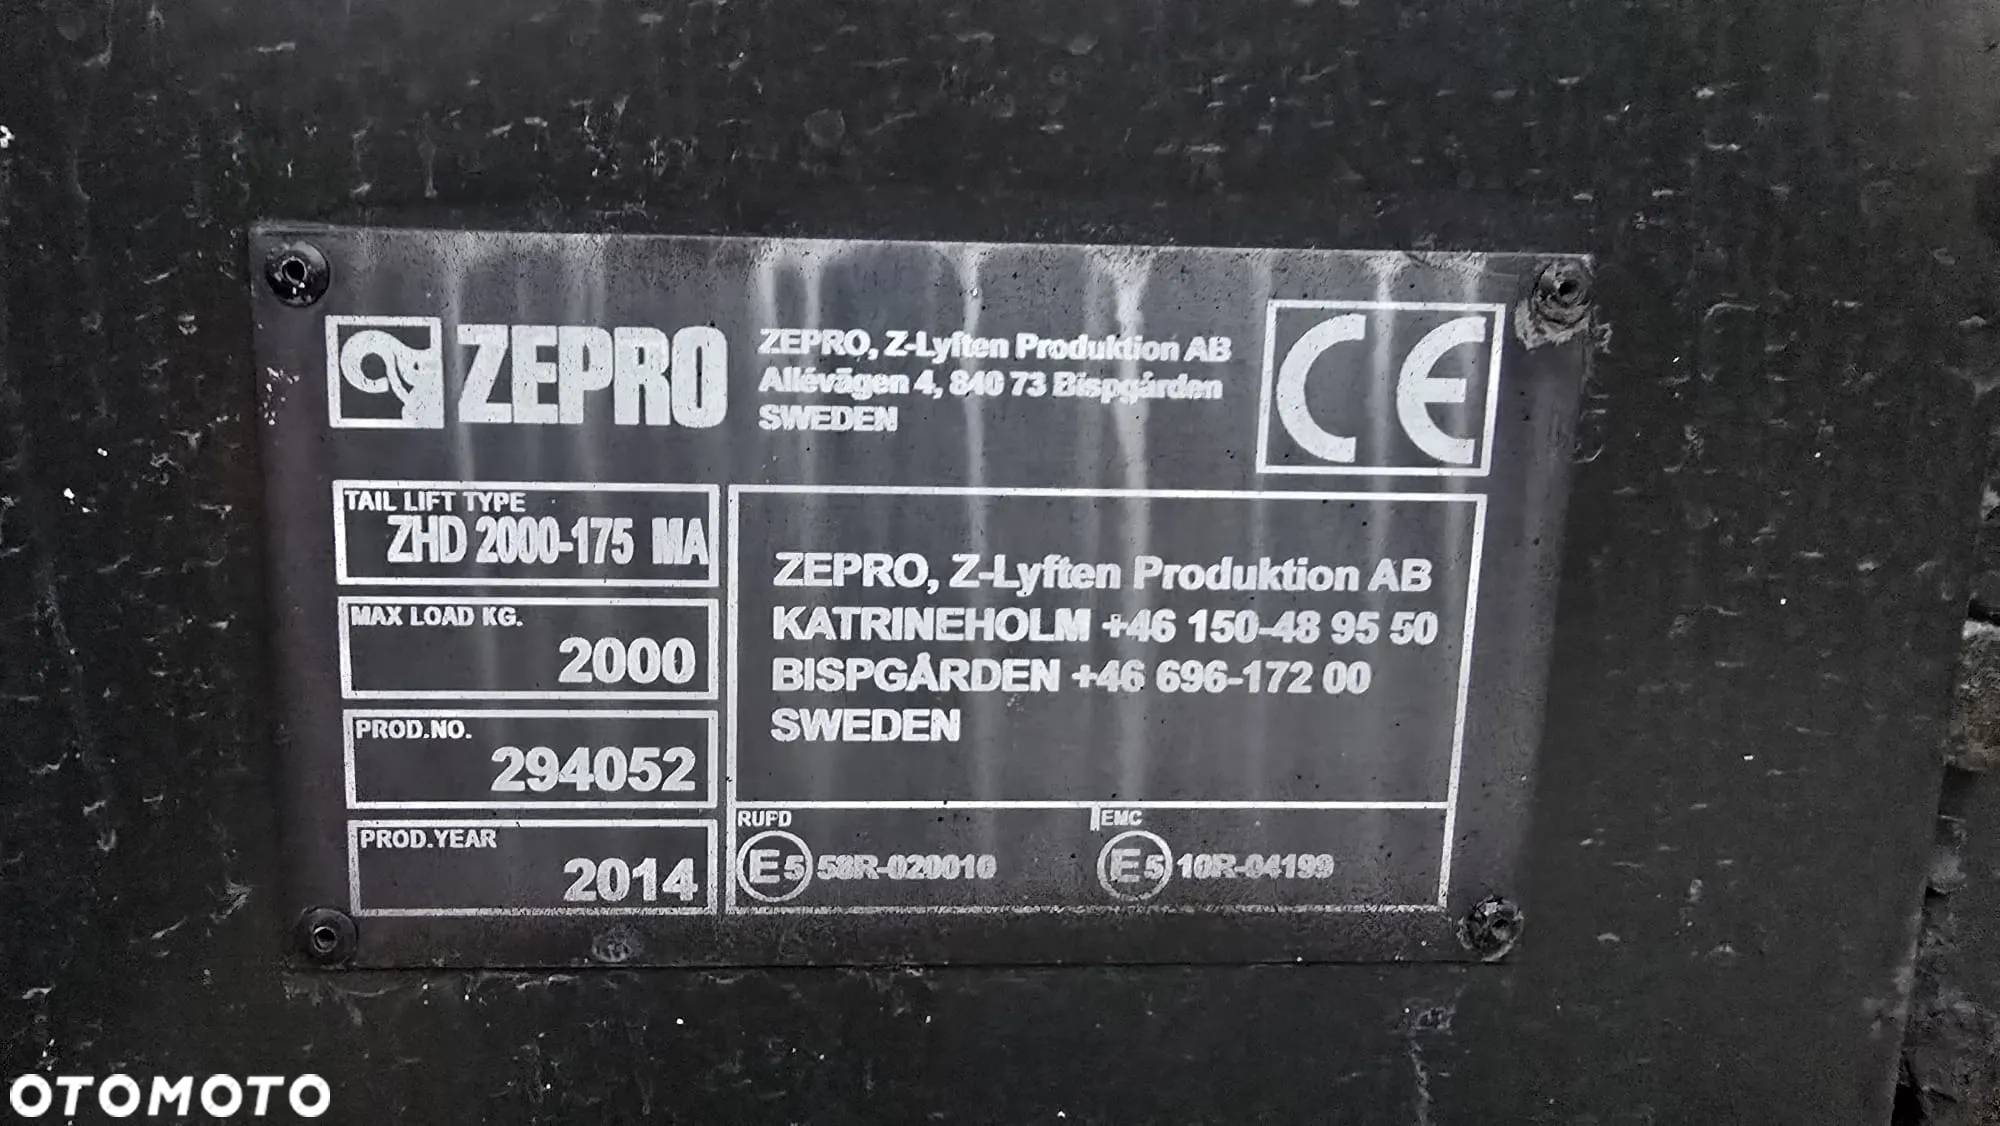 ZEPRO
ZEPRO, Z-Lyften Produktion AB
Allévägen 4, 840 73 Bispgården
SWEDEN
CE
TAIL LIFT TYPE
ZHD 2000-175 MA
MAX LOAD KG.
2000
PROD.NO.
294052
PROD.YEAR
2014
ZEPRO, Z-Lyften Produktion AB
KATRINEHOLM +46 150-48 95 50
BISPGÅRDEN +46 696-172 00
SWEDEN
RUPD
E5 58R-020010
EMC
E5 10R-04199
OTOMOTO